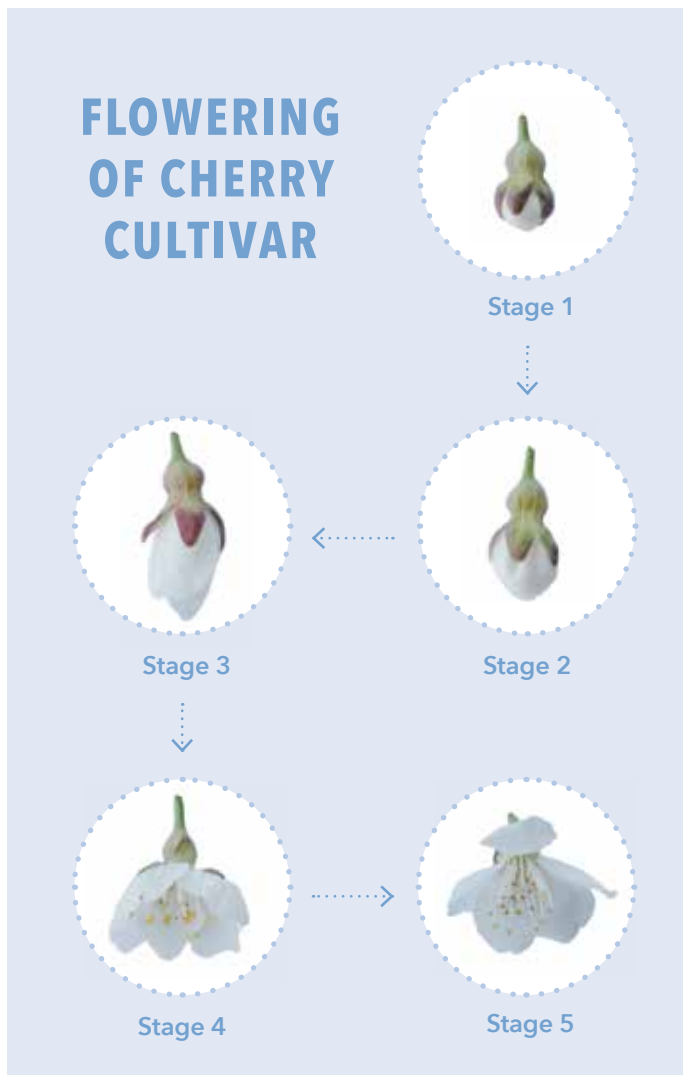 FLOWERING
OF CHERRY
CULTIVAR
Stage 1
Stage 2
Stage 3
Stage 4
Stage 5